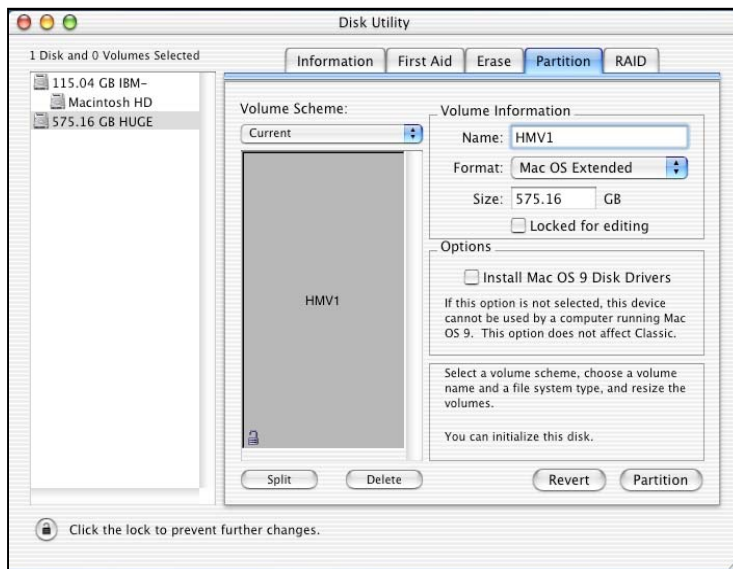 Disk Utility
1 Disk and 0 Volumes Selected
115.04 GB IBM-
Macintosh HD
575.16 GB HUGE
Information
First Aid
Erase
Partition
RAID
Volume Scheme:
Current
HMV1
Split
Delete
Volume Information
Name: HMV1
Format: Mac OS Extended
Size: 575.16 GB
Locked for editing
Options
Install Mac OS 9 Disk Drivers
If this option is not selected, this device
cannot be used by a computer running Mac
OS 9. This option does not affect Classic.
Select a volume scheme, choose a volume
name and a file system type, and resize the
volumes.
You can initialize this disk.
Revert
Partition
Click the lock to prevent further changes.